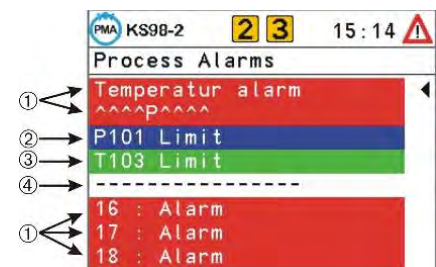 PMA KS98-2 2 3 15:14
Process Alarms
① Temperatur alarm
^^^^P^^^^
② P101 Limit
③ T103 Limit
④ ----------------
16 : Alarm
① 17 : Alarm
18 : Alarm